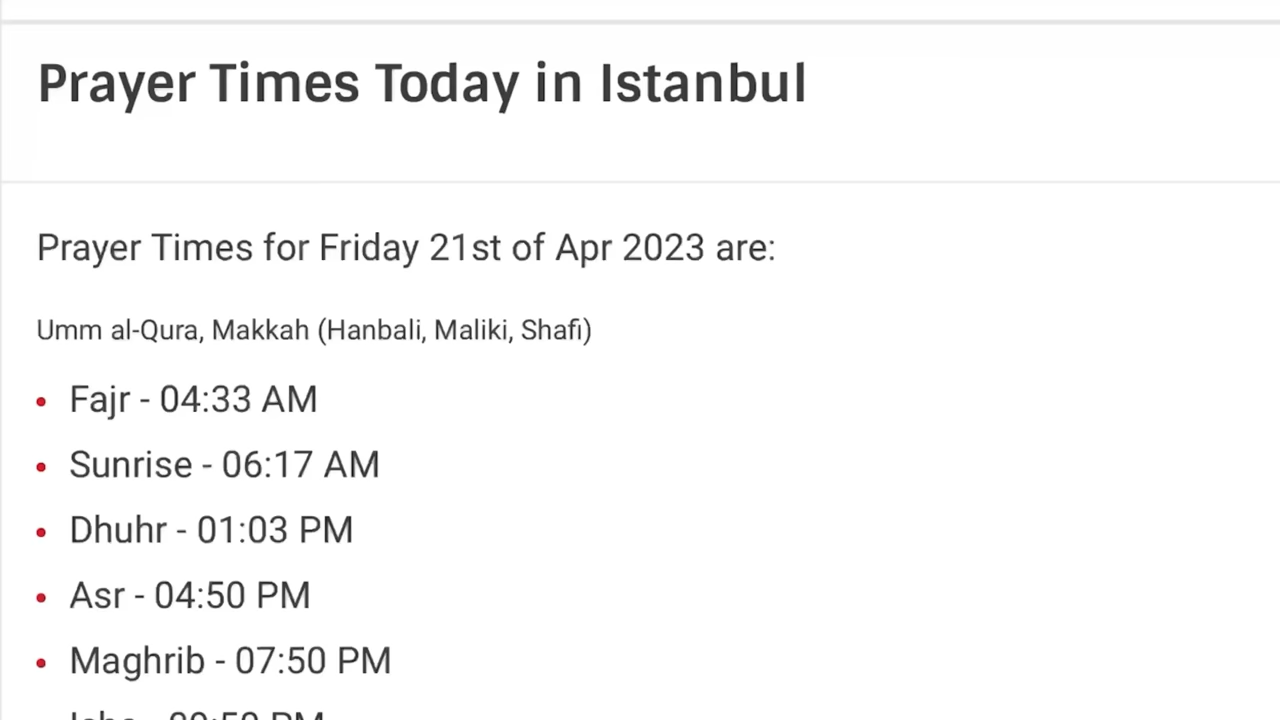 Prayer Times Today in Istanbul
Prayer Times for Friday 21st of Apr 2023 are:
Umm al-Qura, Makkah (Hanbali, Maliki, Shafi)
Fajr - 04:33 AM
Sunrise - 06:17 AM
Dhuhr - 01:03 PM
Asr - 04:50 PM
Maghrib - 07:50 PM